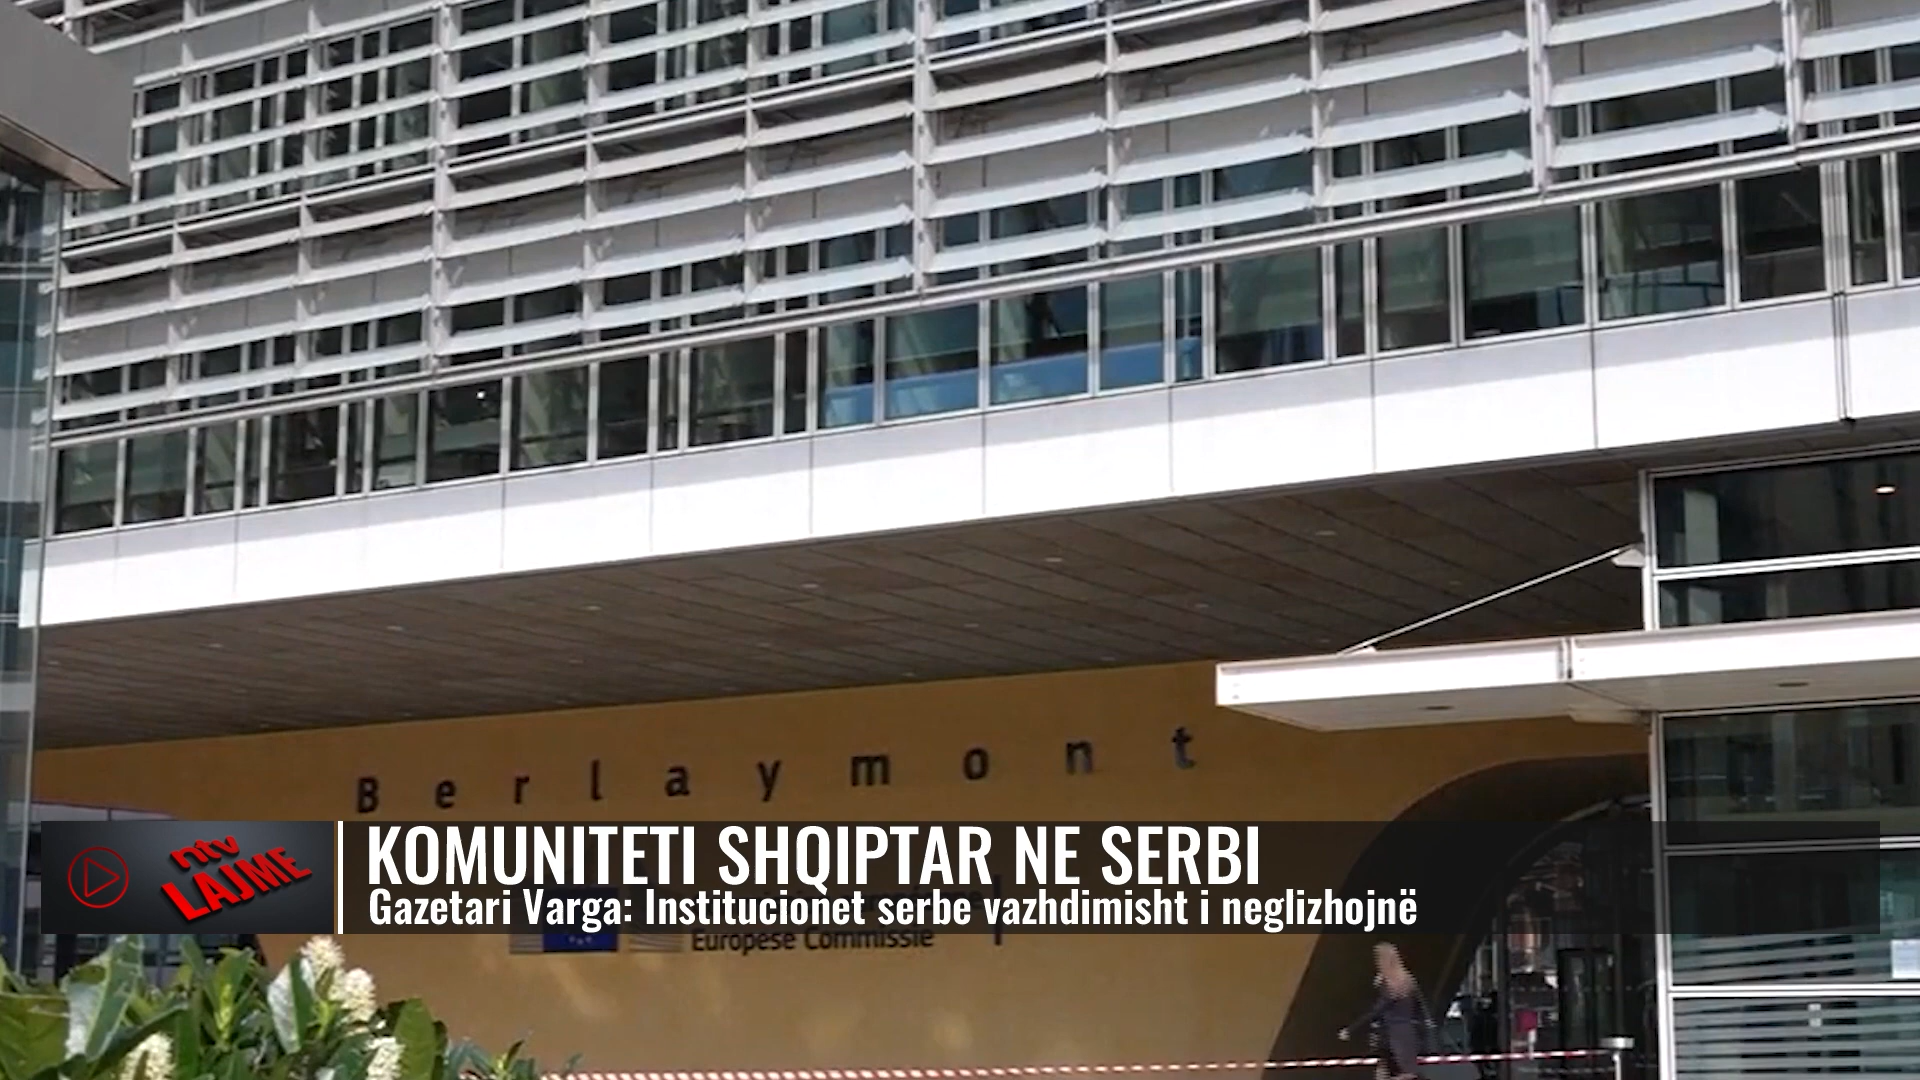 Berlaymont
ntv
LAJME
KOMUNITETI SHQIPTAR NE SERBI
Gazetari Varga: Institucionet serbe vazhdimisht i neglizhojnë
Europese Commissie